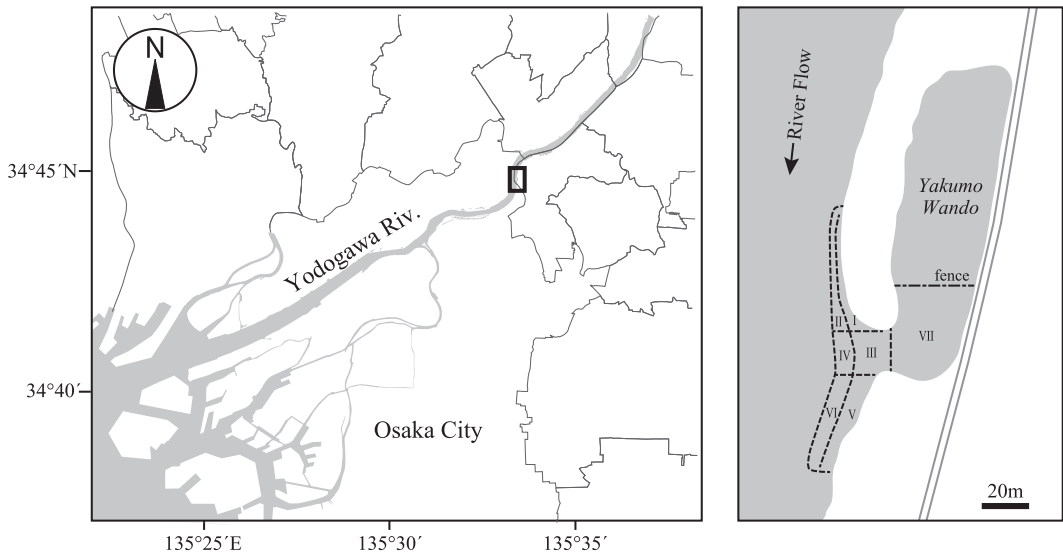 N
34°45′N
34°40′
Yodogawa Riv.
Osaka City
135°25′E
135°30′
135°35′
River Flow
Yakumo
Wando
fence
II
I
VII
IV
III
VI
V
20m